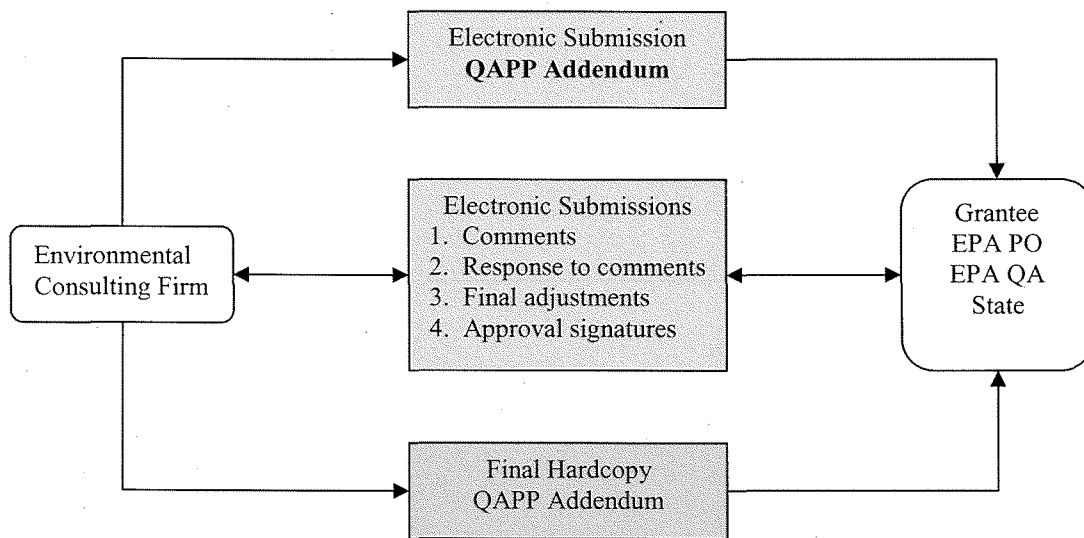 Electronic Submission
QAPP Addendum
Environmental
Consulting Firm
Electronic Submissions
1. Comments
2. Response to comments
3. Final adjustments
4. Approval signatures
Grantee
EPA PO
EPA QA
State
Final Hardcopy
QAPP Addendum